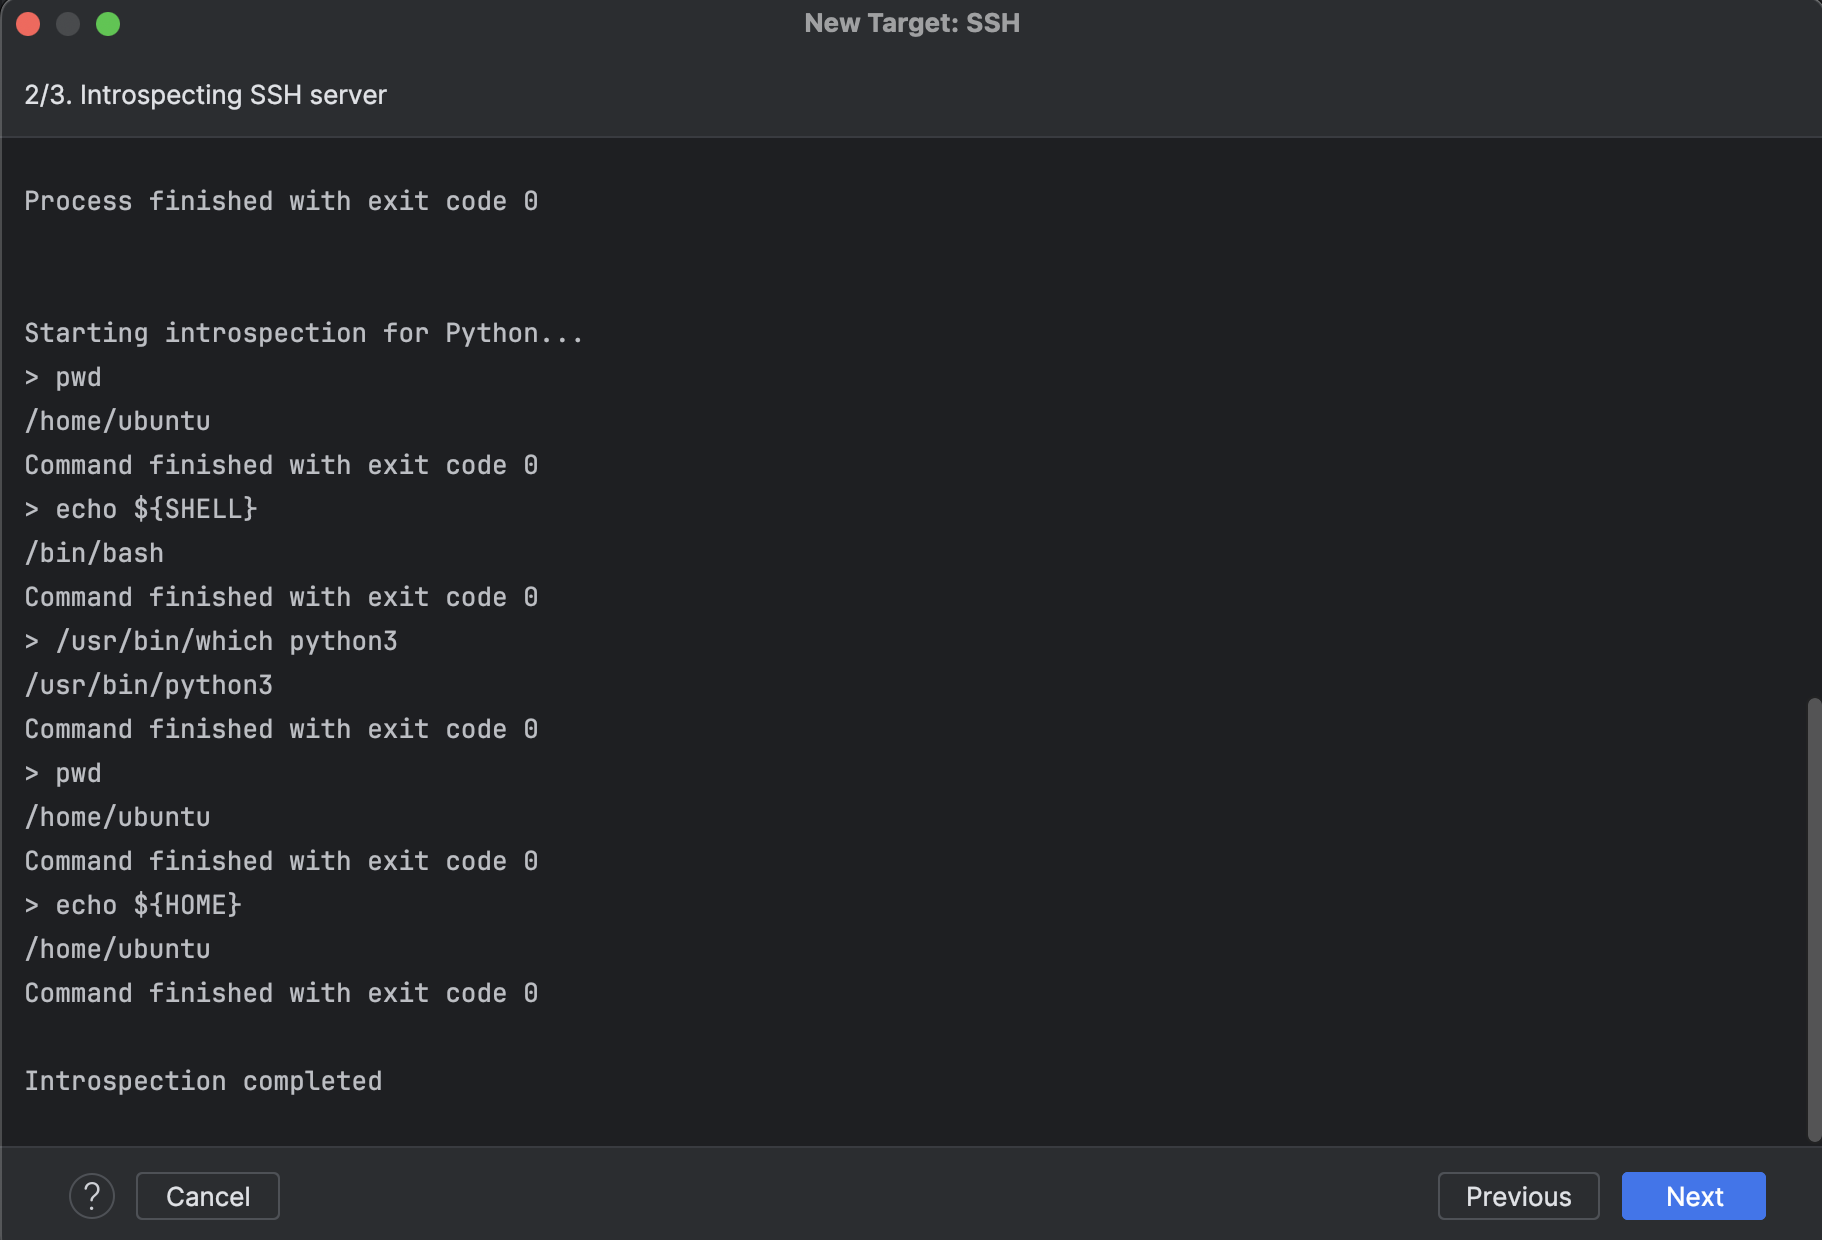 New Target: SSH
2/3. Introspecting SSH server
Process finished with exit code 0
Starting introspection for Python...
> pwd
/home/ubuntu
Command finished with exit code 0
> echo ${SHELL}
/bin/bash
Command finished with exit code 0
> /usr/bin/which python3
/usr/bin/python3
Command finished with exit code 0
> pwd
/home/ubuntu
Command finished with exit code 0
> echo ${HOME}
/home/ubuntu
Command finished with exit code 0
Introspection completed
? Cancel Previous Next